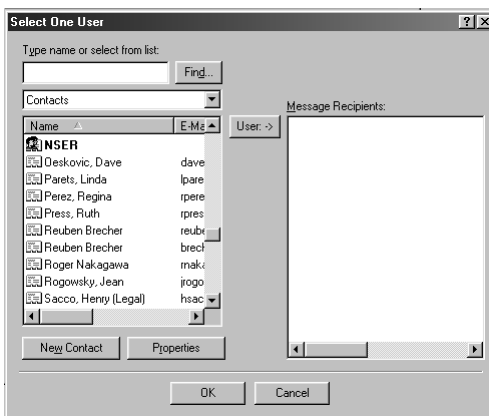 Select One User
Type name or select from list:
Find...
Contacts
Message Recipients:
Name E-Ma User: ->
NSER
Oeskovic, Dave dave
Parets, Linda lpare
Perez, Regina rpere
Press, Ruth rpres
Reuben Brecher reube
Reuben Brecher brech
Roger Nakagawa rnaka
Rogowsky, Jean jrogo
Sacco, Henry (Legal) hsac
New Contact Properties
OK Cancel